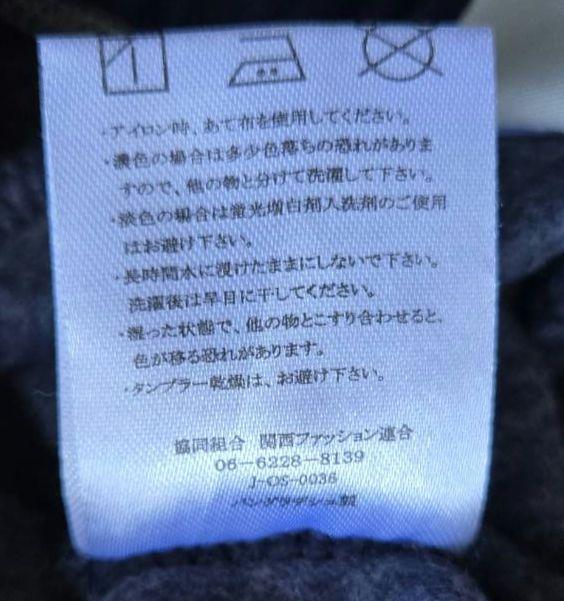 ・アイロン時、あて布を使用してください。
・濃色の場合は多少色落ちの恐れがありま
すので、他の物と分けて洗濯して下さい。
・淡色の場合は蛍光増白剤入洗剤のご使用
はお避け下さい。
・長時間水に浸けたままにしないで下さい。
洗濯後は早目に干してください。
・湿った状態で、他の物とこすり合わせると、
色が移る恐れがあります。
・タンブラー乾燥は、お避け下さい。
協同組合 関西ファッション連合
06-6228-8139
J-OS-0036
バングラデシュ製